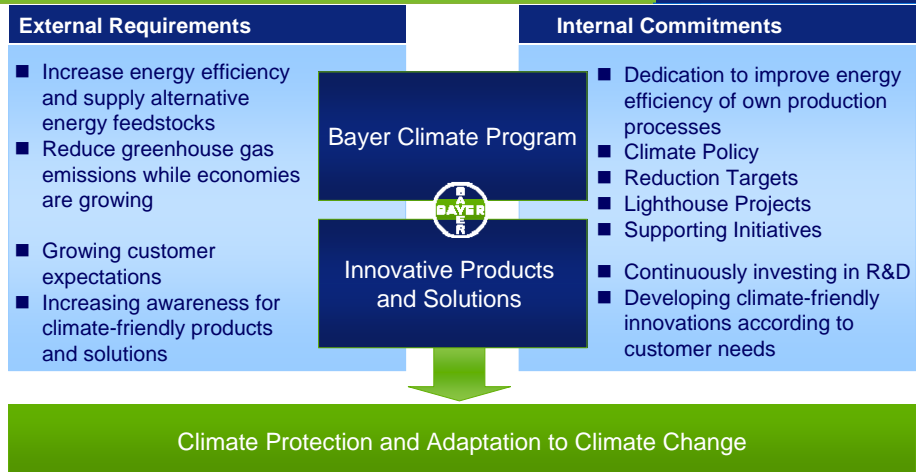 External Requirements
■ Increase energy efficiency
and supply alternative
energy feedstocks
■ Reduce greenhouse gas
emissions while economies
are growing
■ Growing customer
expectations
■ Increasing awareness for
climate-friendly products
and solutions
Bayer Climate Program
BAYER
BAYER
Innovative Products
and Solutions
Internal Commitments
■ Dedication to improve energy
efficiency of own production
processes
■ Climate Policy
■ Reduction Targets
■ Lighthouse Projects
■ Supporting Initiatives
■ Continuously investing in R&D
■ Developing climate-friendly
innovations according to
customer needs
Climate Protection and Adaptation to Climate Change